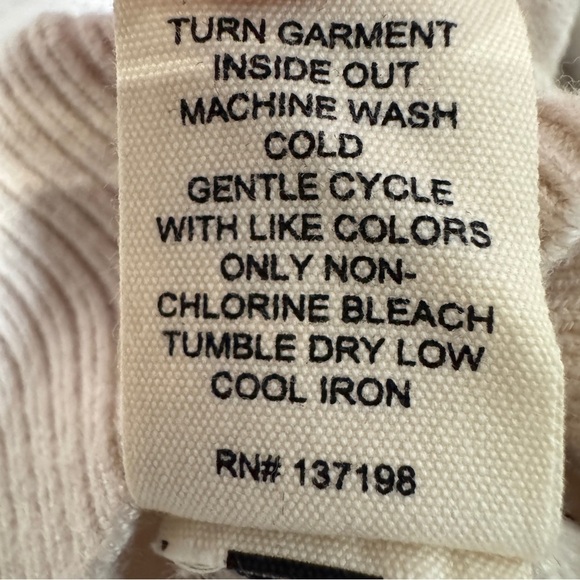 TURN GARMENT
INSIDE OUT
MACHINE WASH
COLD
GENTLE CYCLE
WITH LIKE COLORS
ONLY NON-
CHLORINE BLEACH
TUMBLE DRY LOW
COOL IRON
RN# 137198